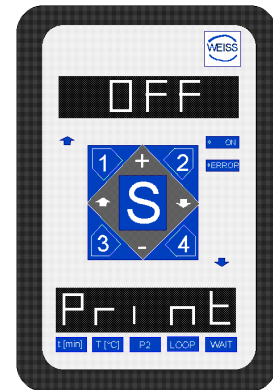 WEISS
OFF
ON
ERROR
1 + 2
S
3 - 4
Print
t [min] T [°C] P2 LOOP WAIT